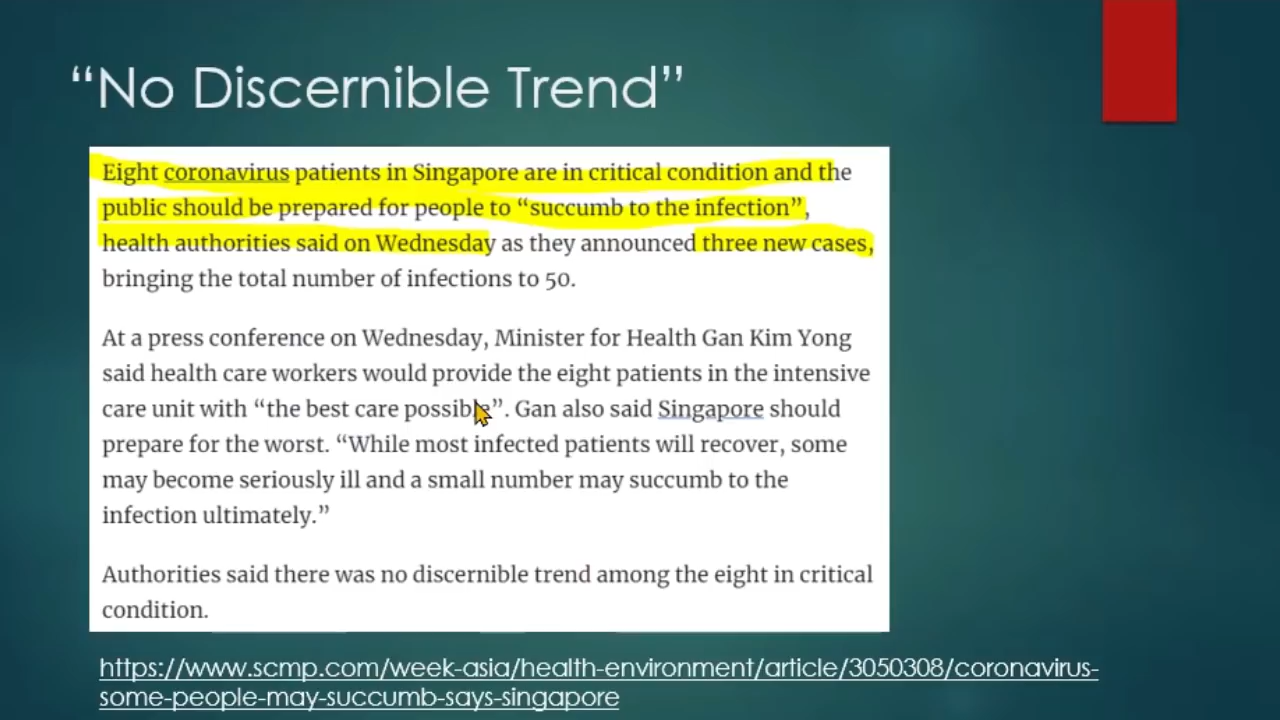 “No Discernible Trend”
Eight coronavirus patients in Singapore are in critical condition and the
public should be prepared for people to “succumb to the infection”,
health authorities said on Wednesday as they announced three new cases,
bringing the total number of infections to 50.
At a press conference on Wednesday, Minister for Health Gan Kim Yong
said health care workers would provide the eight patients in the intensive
care unit with “the best care possible”. Gan also said Singapore should
prepare for the worst. “While most infected patients will recover, some
may become seriously ill and a small number may succumb to the
infection ultimately.”
Authorities said there was no discernible trend among the eight in critical
condition.
https://www.scmp.com/week-asia/health-environment/article/3050308/coronavirus-
some-people-may-succumb-says-singapore